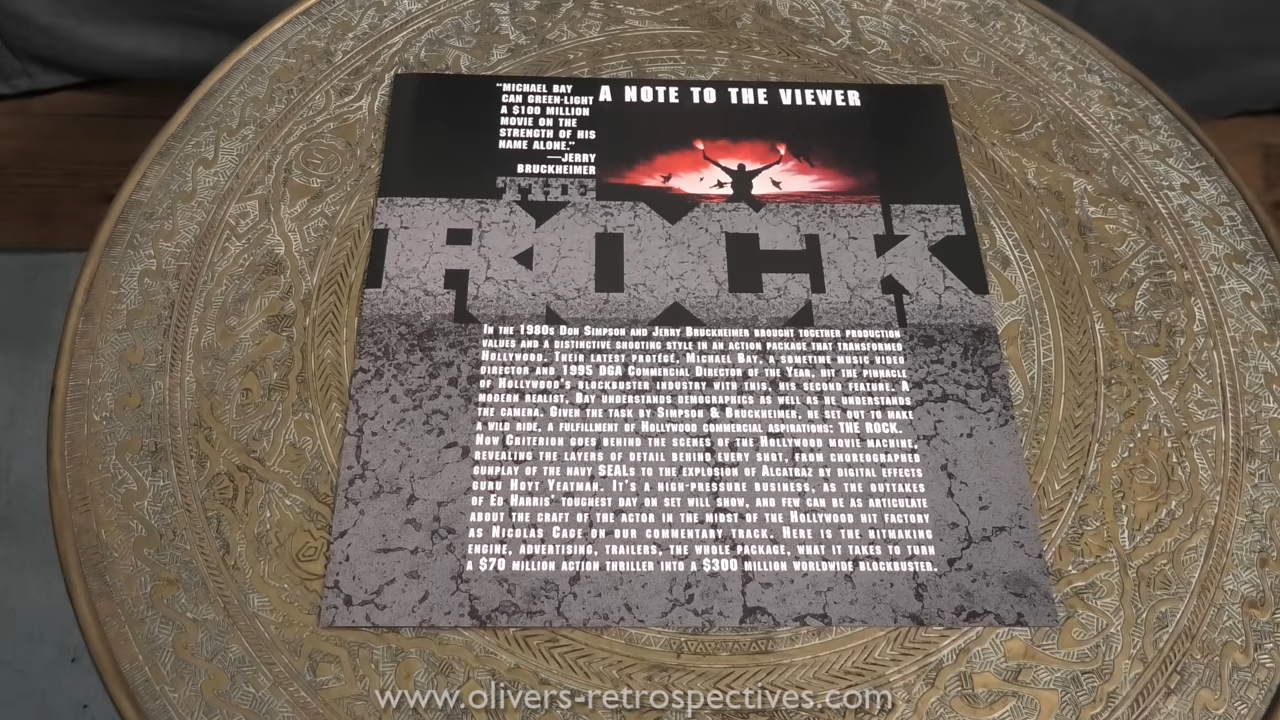 "MICHAEL BAY
CAN GREEN-LIGHT
A $100 MILLION
MOVIE ON THE
STRENGTH OF HIS
NAME ALONE."
—JERRY
BRUCKHEIMER
A NOTE TO THE VIEWER
THE
ROCK
IN THE 1980S DON SIMPSON AND JERRY BRUCKHEIMER BROUGHT TOGETHER PRODUCTION
VALUES AND A DISTINCTIVE SHOOTING STYLE IN AN ACTION PACKAGE THAT TRANSFORMED
HOLLYWOOD. THEIR LATEST PROTÉGÉ, MICHAEL BAY, A SOMETIME MUSIC VIDEO
DIRECTOR AND 1995 DGA COMMERCIAL DIRECTOR OF THE YEAR, HIT THE PINNACLE
OF HOLLYWOOD'S BLOCKBUSTER INDUSTRY WITH THIS, HIS SECOND FEATURE. A
MODERN REALIST, BAY UNDERSTANDS DEMOGRAPHICS AS WELL AS HE UNDERSTANDS
THE CAMERA. GIVEN THE TASK BY SIMPSON & BRUCKHEIMER, HE SET OUT TO MAKE
A WILD RIDE, A FULFILLMENT OF HOLLYWOOD COMMERCIAL ASPIRATIONS: THE ROCK.
NOW CRITERION GOES BEHIND THE SCENES OF THE HOLLYWOOD MOVIE MACHINE,
REVEALING THE LAYERS OF DETAIL BEHIND EVERY SHOT, FROM CHOREOGRAPHED
GUNPLAY OF THE NAVY SEALS TO THE EXPLOSION OF ALCATRAZ BY DIGITAL EFFECTS
GURU HOYT YEATMAN. IT'S A HIGH-PRESSURE BUSINESS, AS THE OUTTAKES
OF ED HARRIS' TOUGHEST DAY ON SET WILL SHOW, AND FEW CAN BE AS ARTICULATE
ABOUT THE CRAFT OF THE ACTOR IN THE MIDST OF THE HOLLYWOOD HIT FACTORY
AS NICOLAS CAGE ON OUR COMMENTARY TRACK. HERE IS THE HITMAKING
ENGINE, ADVERTISING, TRAILERS, THE WHOLE PACKAGE, WHAT IT TAKES TO TURN
A $70 MILLION ACTION THRILLER INTO A $300 MILLION WORLDWIDE BLOCKBUSTER.
www.olivers-retrospectives.com